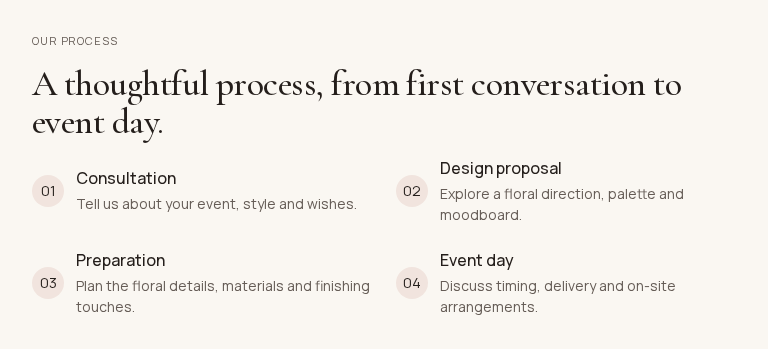 OUR PROCESS
A thoughtful process, from first conversation to
event day.
01
Consultation
Tell us about your event, style and wishes.
02
Design proposal
Explore a floral direction, palette and
moodboard.
03
Preparation
Plan the floral details, materials and finishing
touches.
04
Event day
Discuss timing, delivery and on-site
arrangements.